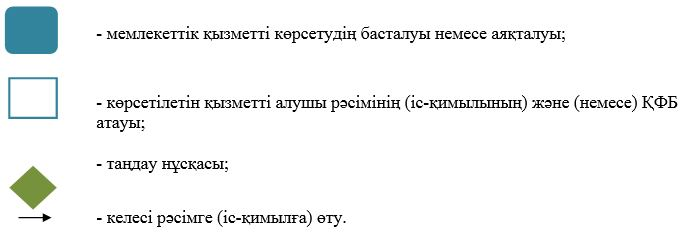 - мемлекеттік қызметті көрсетудің басталуы немесе аяқталуы;
- көрсетілетін қызметті алушы рәсімінің (іс-қимылының) және (немесе) ҚФБ
атауы;
- таңдау нұсқасы;
- келесі рәсімге (іс-қимылға) өту.